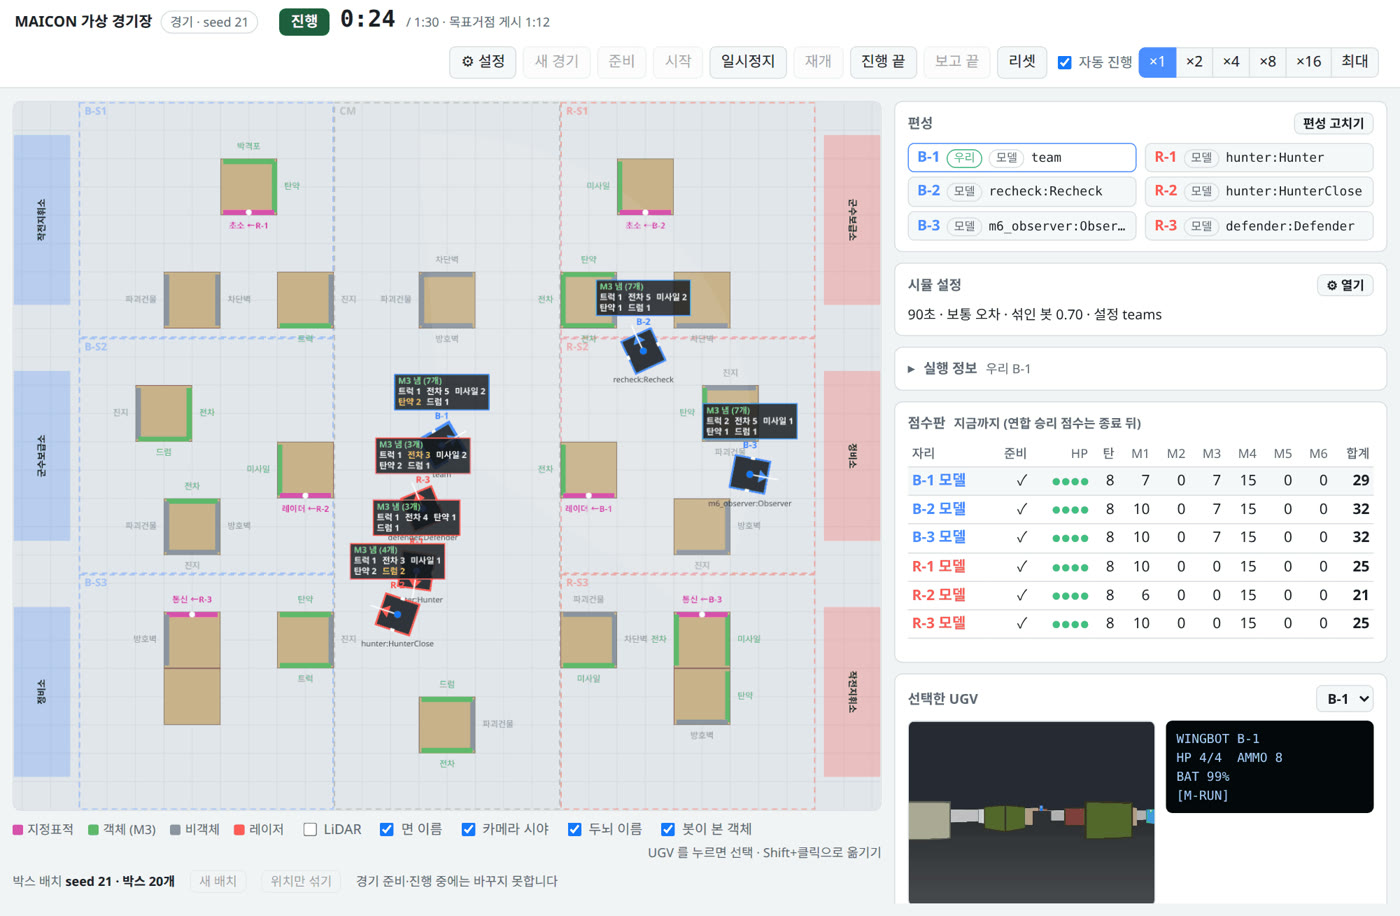 MAICON 가상 경기장
경기 · seed 21
진행
0:24
/ 1:30 · 목표거점 게시 1:12
⚙ 설정
새 경기
준비
시작
일시정지
재개
진행 끝
보고 끝
리셋
자동 진행
×1
×2
×4
×8
×16
최대
B-S1
CM
R-S1
작전지휘소
군수보급소
정비소
박격포
탄약
초소 ←R-1
미사일
초소 ←B-2
군수보급소
정비소
작전지휘소
파괴건물
차단벽
진지
트럭
파괴건물
차단벽
방호벽
탄약
전차
전차
차단벽
M3 냄 (7개)
트럭 1 전차 5 미사일 2
탄약 1 드럼 1
B-2
recheck:Recheck
B-S2
R-S2
진지
전차
드럼
미사일
레이더 ←R-2
전차
파괴건물
방호벽
진지
M3 냄 (7개)
트럭 1 전차 5 미사일 2
탄약 2 드럼 1
B-1
team
M3 냄 (3개)
트럭 1 전차 3 미사일 2
탄약 2 드럼 1
R-3
defender:Defender
M3 냄 (3개)
트럭 1 전차 4 탄약 1
드럼 1
M3 냄 (4개)
트럭 1 전차 3 미사일 1
탄약 2 드럼 2
hunter:HunterClose
진지
탄약
M3 냄 (7개)
트럭 2 전차 5 미사일 1
탄약 1 드럼 1
파괴건물
B-3
m6_observer:Observer
전차
레이더 ←B-1
방호벽
진지
B-S3
R-S3
통신 ←R-3
방호벽
탄약
진지
트럭
드럼
파괴건물
전차
파괴건물
차단벽
미사일
통신 ←B-3
전차
미사일
탄약
방호벽
지정표적
객체 (M3)
비객체
레이저
LiDAR
면 이름
카메라 시야
두뇌 이름
봇이 본 객체
UGV 를 누르면 선택 · Shift+클릭으로 옮기기
박스 배치 seed 21 · 박스 20개
새 배치
위치만 섞기
경기 준비·진행 중에는 바꾸지 못합니다
편성
편성 고치기
B-1 우리 모델 team
R-1 모델 hunter:Hunter
B-2 모델 recheck:Recheck
R-2 모델 hunter:HunterClose
B-3 모델 m6_observer:Obser…
R-3 모델 defender:Defender
시뮬 설정
⚙ 열기
90초 · 보통 오차 · 섞인 봇 0.70 · 설정 teams
▶ 실행 정보 우리 B-1
점수판 지금까지 (연합 승리 점수는 종료 뒤)
자리 준비 HP 탄 M1 M2 M3 M4 M5 M6 합계
B-1 모델 ✓ ●●●● 8 7 0 7 15 0 0 29
B-2 모델 ✓ ●●●● 8 10 0 7 15 0 0 32
B-3 모델 ✓ ●●●● 8 10 0 7 15 0 0 32
R-1 모델 ✓ ●●●● 8 10 0 0 15 0 0 25
R-2 모델 ✓ ●●●● 8 6 0 0 15 0 0 21
R-3 모델 ✓ ●●●● 8 10 0 0 15 0 0 25
선택한 UGV
B-1
WINGBOT B-1
HP 4/4 AMMO 8
BAT 99%
[M-RUN]